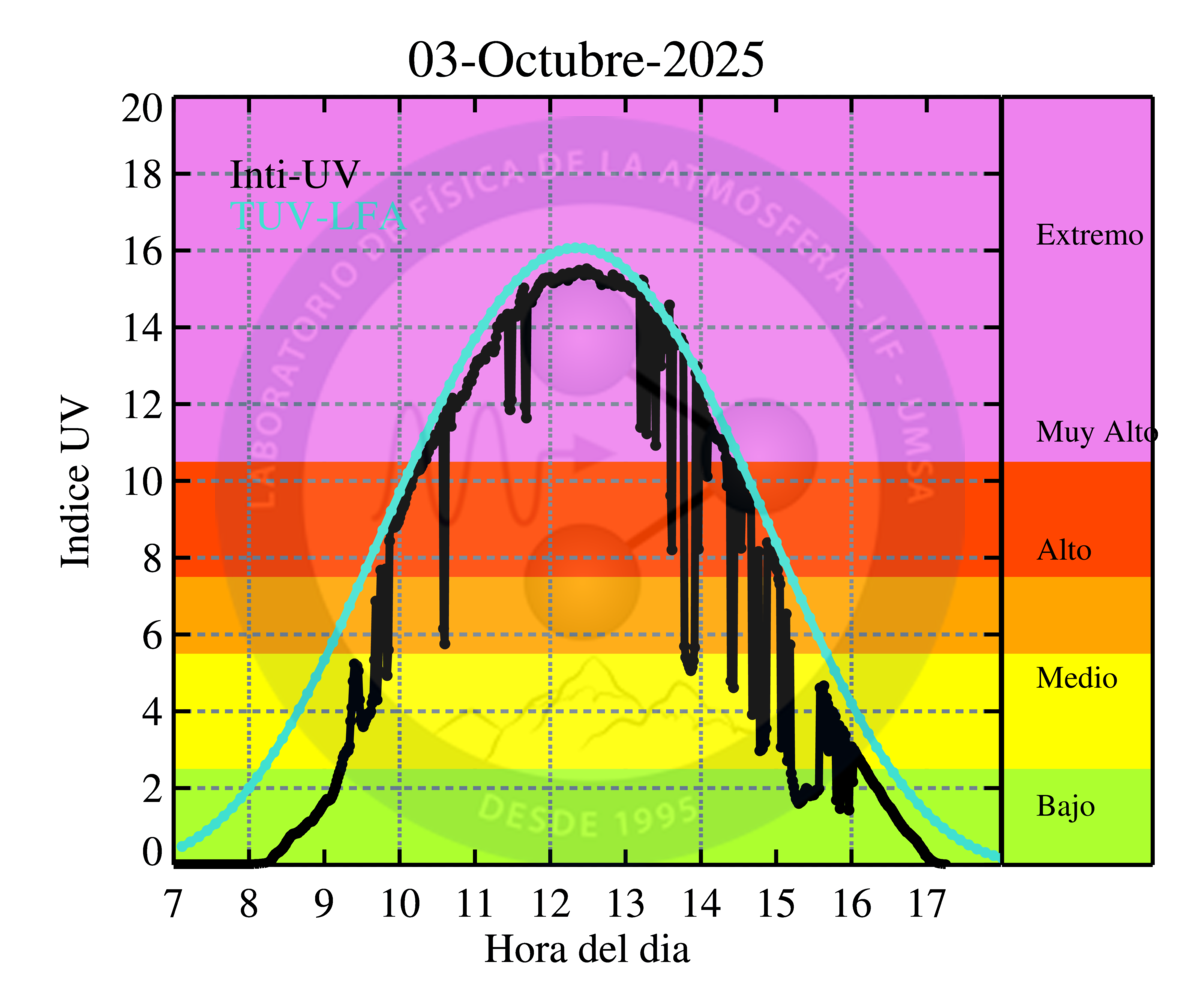 03-Octubre-2025
Inti-UV
TUV-LFA
LABORATORIO DE FÍSICA DE LA ATMÓSFERA - IIF - UMSA
DESDE 1995
Indice UV
20
18
16
14
12
10
8
6
4
2
0
Extremo
Muy Alto
Alto
Medio
Bajo
7 8 9 10 11 12 13 14 15 16 17
Hora del dia